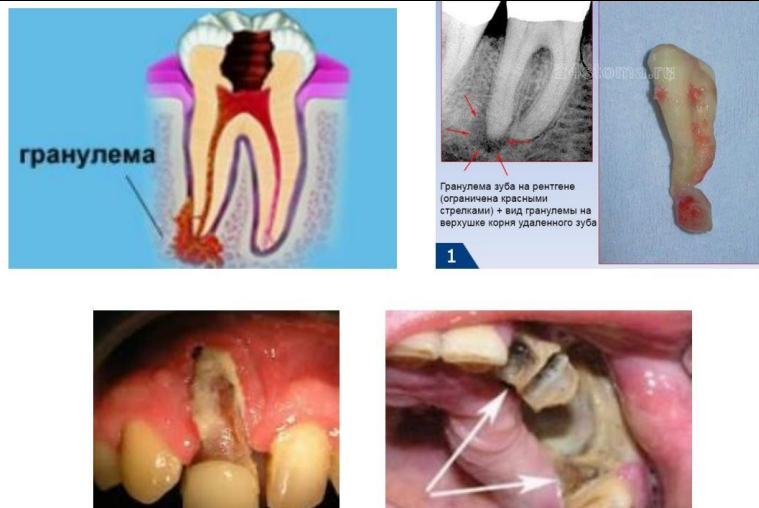 гранулема
Гранулема зуба на рентгене
(ограничена красными
стрелками) + вид гранулемы на
верхушке корня удаленного зуба
1